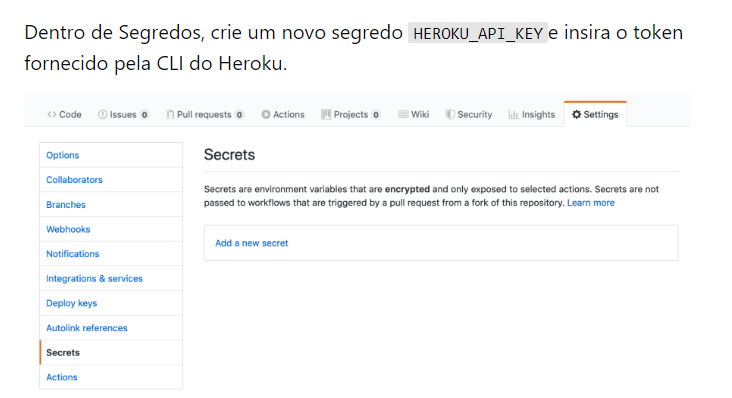 Dentro de Segredos, crie um novo segredo HEROKU_API_KEY e insira o token
fornecido pela CLI do Heroku.
Code Issues 0 Pull requests 0 Actions Projects 0 Wiki Security Insights Settings
Options
Collaborators
Branches
Webhooks
Notifications
Integrations & services
Deploy keys
Autolink references
Secrets
Actions
Secrets
Secrets are environment variables that are encrypted and only exposed to selected actions. Secrets are not
passed to workflows that are triggered by a pull request from a fork of this repository. Learn more
Add a new secret